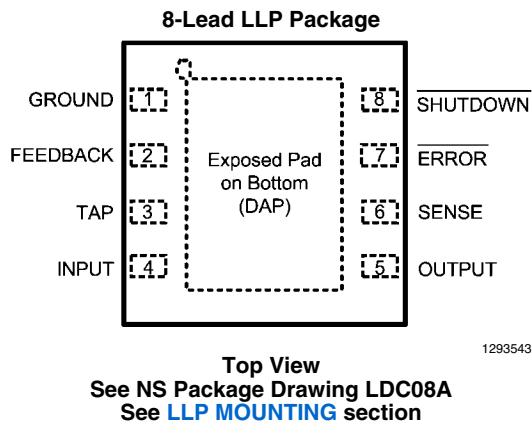 8-Lead LLP Package
GROUND 1
FEEDBACK 2
TAP 3
INPUT 4
Exposed Pad
on Bottom
(DAP)
8 SHUTDOWN
7 ERROR
6 SENSE
5 OUTPUT
1293543
Top View
See NS Package Drawing LDC08A
See LLP MOUNTING section